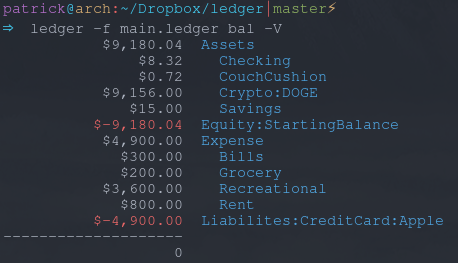 patrick@arch:~/Dropbox/ledger|master⚡
⇒  ledger -f main.ledger bal -V
           $9,180.04  Assets
               $8.32    Checking
               $0.72    CouchCushion
           $9,156.00    Crypto:DOGE
              $15.00    Savings
          $-9,180.04  Equity:StartingBalance
           $4,900.00  Expense
             $300.00    Bills
             $200.00    Grocery
           $3,600.00    Recreational
             $800.00    Rent
          $-4,900.00  Liabilites:CreditCard:Apple
--------------------
                   0